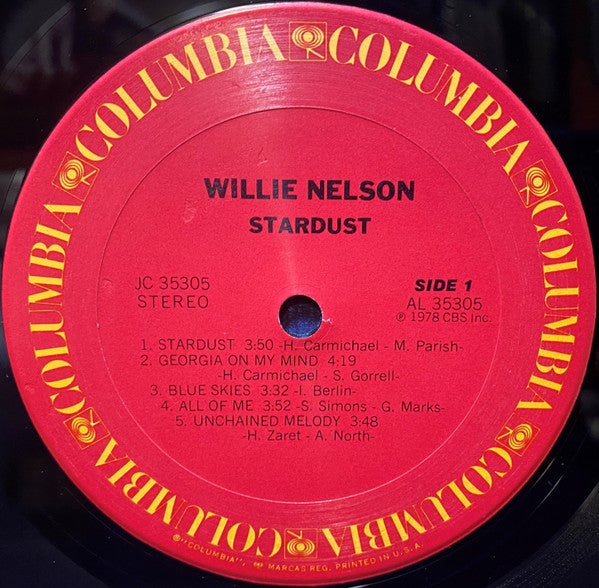 COLUMBIA COLUMBIA COLUMBIA COLUMBIA COLUMBIA COLUMBIA COLUMBIA COLUMBIA
WILLIE NELSON
STARDUST
JC 35305
STEREO
SIDE 1
AL 35305
℗ 1978 CBS Inc.
1. STARDUST 3:50 -H. Carmichael - M. Parish-
2. GEORGIA ON MY MIND 4:19
-H. Carmichael - S. Gorrell-
3. BLUE SKIES 3:32 -I. Berlin-
4. ALL OF ME 3:52 -S. Simons - G. Marks-
5. UNCHAINED MELODY 3:48
-H. Zaret - A. North-
®"COLUMBIA", MARCAS REG. PRINTED IN U.S.A.